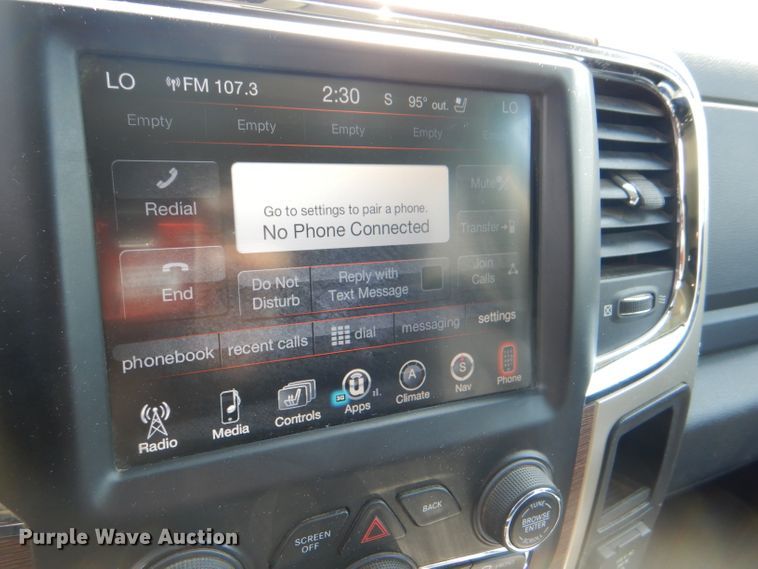 LO FM 107.3 2:30 S 95° out. LO
Empty Empty Empty Empty Empty
Redial
Go to settings to pair a phone.
No Phone Connected
Mute
Transfer
End
Do Not
Disturb
Reply with
Text Message
Join
Calls
phonebook recent calls dial messaging settings
Radio Media Controls 3G Apps A Climate S Nav Phone
SCREEN
OFF
BACK
TUNE
BROWSE
ENTER
SCROLL
Purple Wave Auction